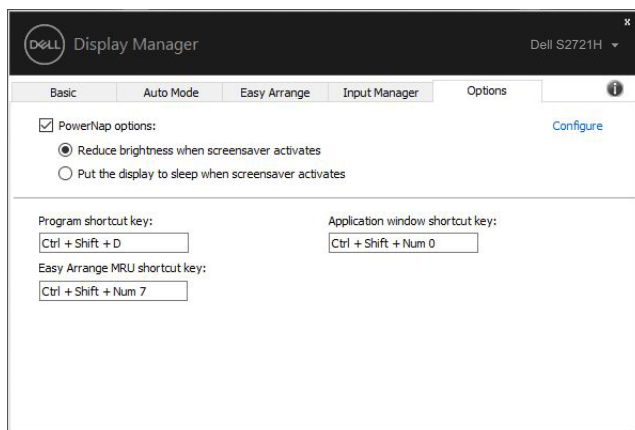 DELL Display Manager
Dell S2721H
x
Basic Auto Mode Easy Arrange Input Manager Options
PowerNap options:
Configure
Reduce brightness when screensaver activates
Put the display to sleep when screensaver activates
Program shortcut key:
Application window shortcut key:
Ctrl + Shift + D
Ctrl + Shift + Num 0
Easy Arrange MRU shortcut key:
Ctrl + Shift + Num 7